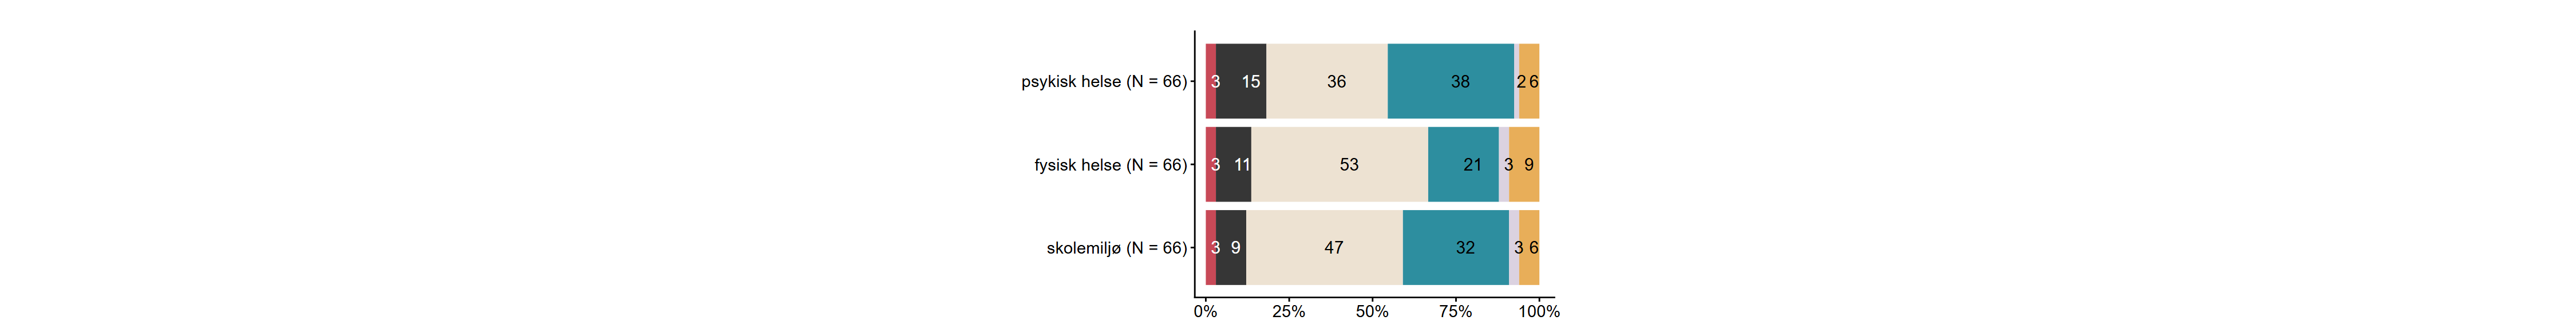 psykisk helse (N = 66) 3 15 36 38 2 6
fysisk helse (N = 66) 3 11 53 21 3 9
skolemiljø (N = 66) 3 9 47 32 3 6
0% 25% 50% 75% 100%